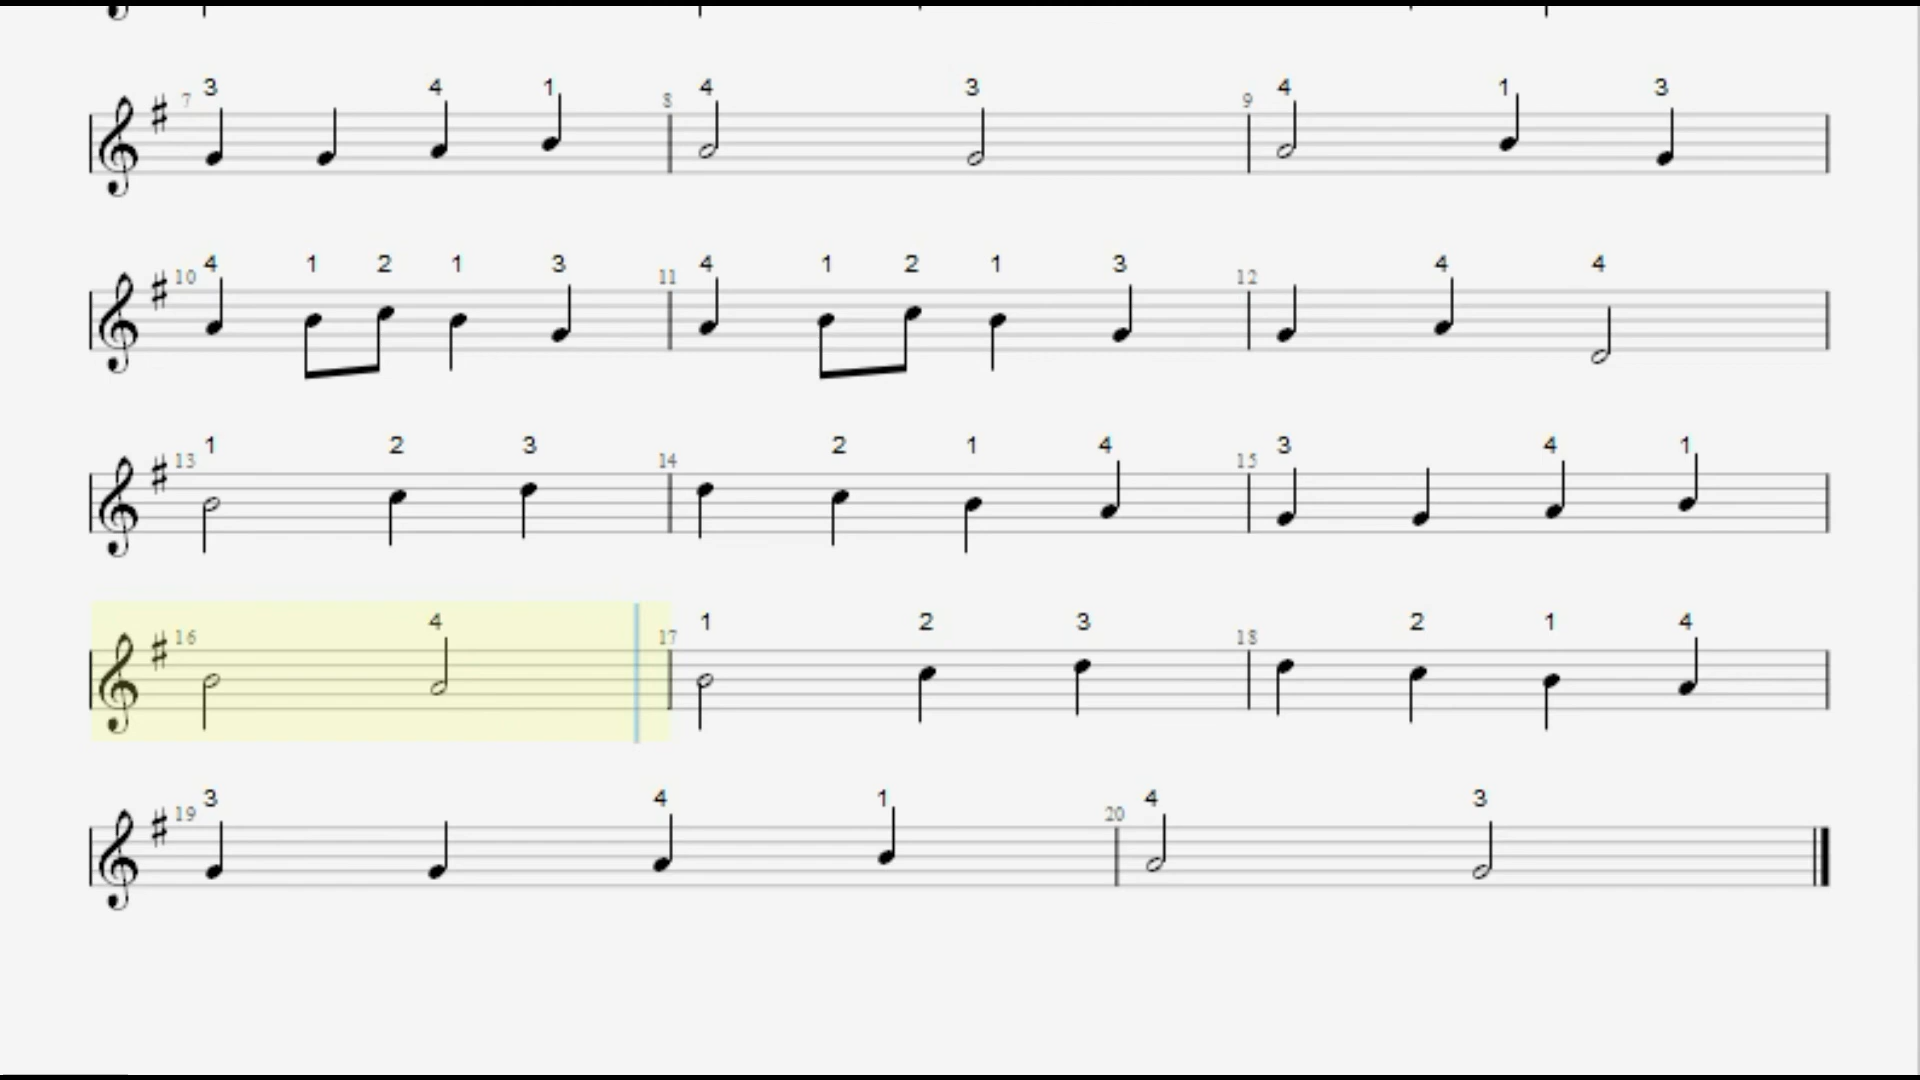 3 4 1 4 3 4 1 3
7 8 9
4 1 2 1 3 4 1 2 1 3 4 4
10 11 12
1 2 3 2 1 4 3 4 1
13 14 15
4 1 2 3 2 1 4
16 17 18
3 4 1 4 3
19 20